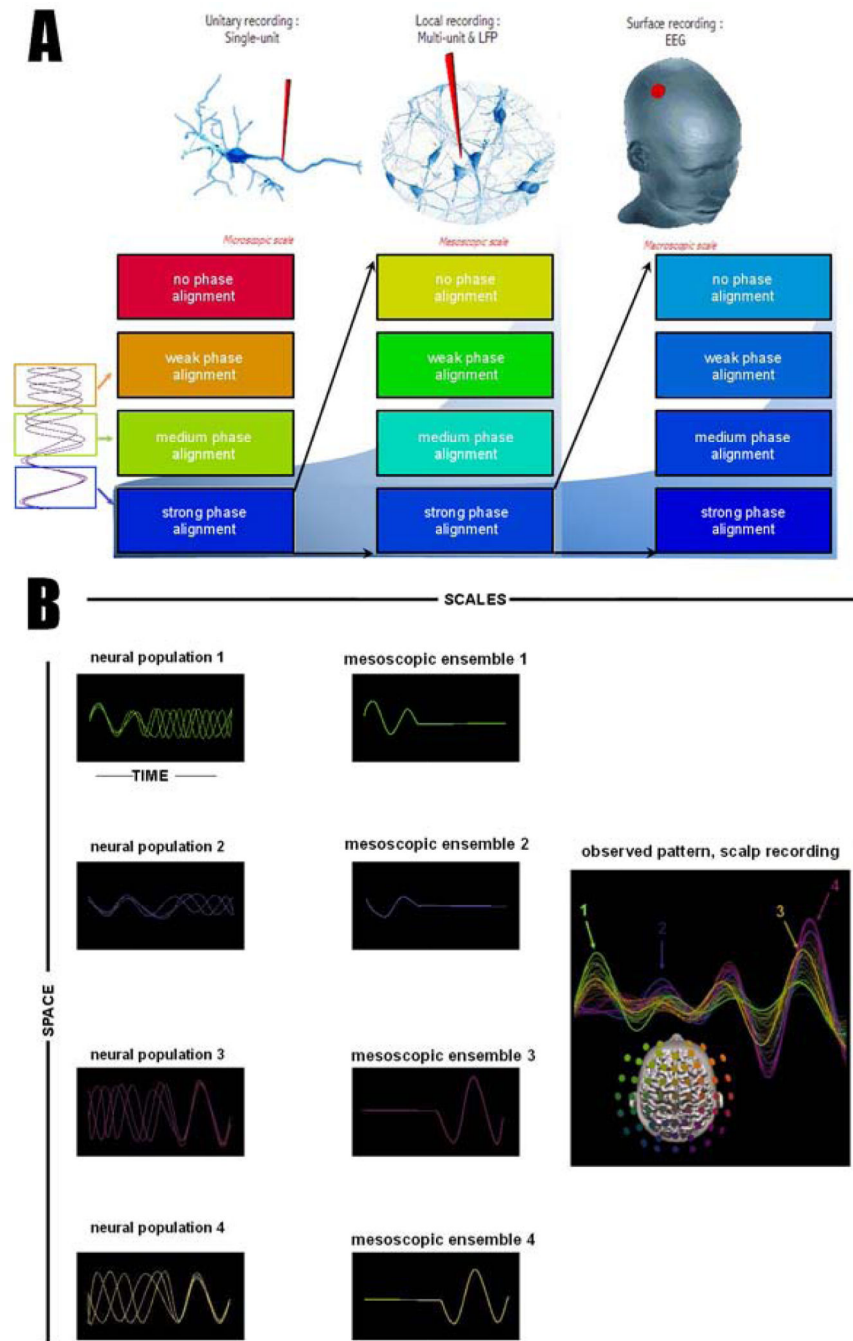 A
Unitary recording :
Single-unit
Local recording :
Multi-unit & LFP
Surface recording :
EEG
Microscopic scale
Mesoscopic scale
Macroscopic scale
no phase
alignment
no phase
alignment
no phase
alignment
weak phase
alignment
weak phase
alignment
weak phase
alignment
medium phase
alignment
medium phase
alignment
medium phase
alignment
strong phase
alignment
strong phase
alignment
strong phase
alignment
B
SCALES
SPACE
neural population 1
mesoscopic ensemble 1
TIME
neural population 2
mesoscopic ensemble 2
observed pattern, scalp recording
1
2
3
4
neural population 3
mesoscopic ensemble 3
neural population 4
mesoscopic ensemble 4